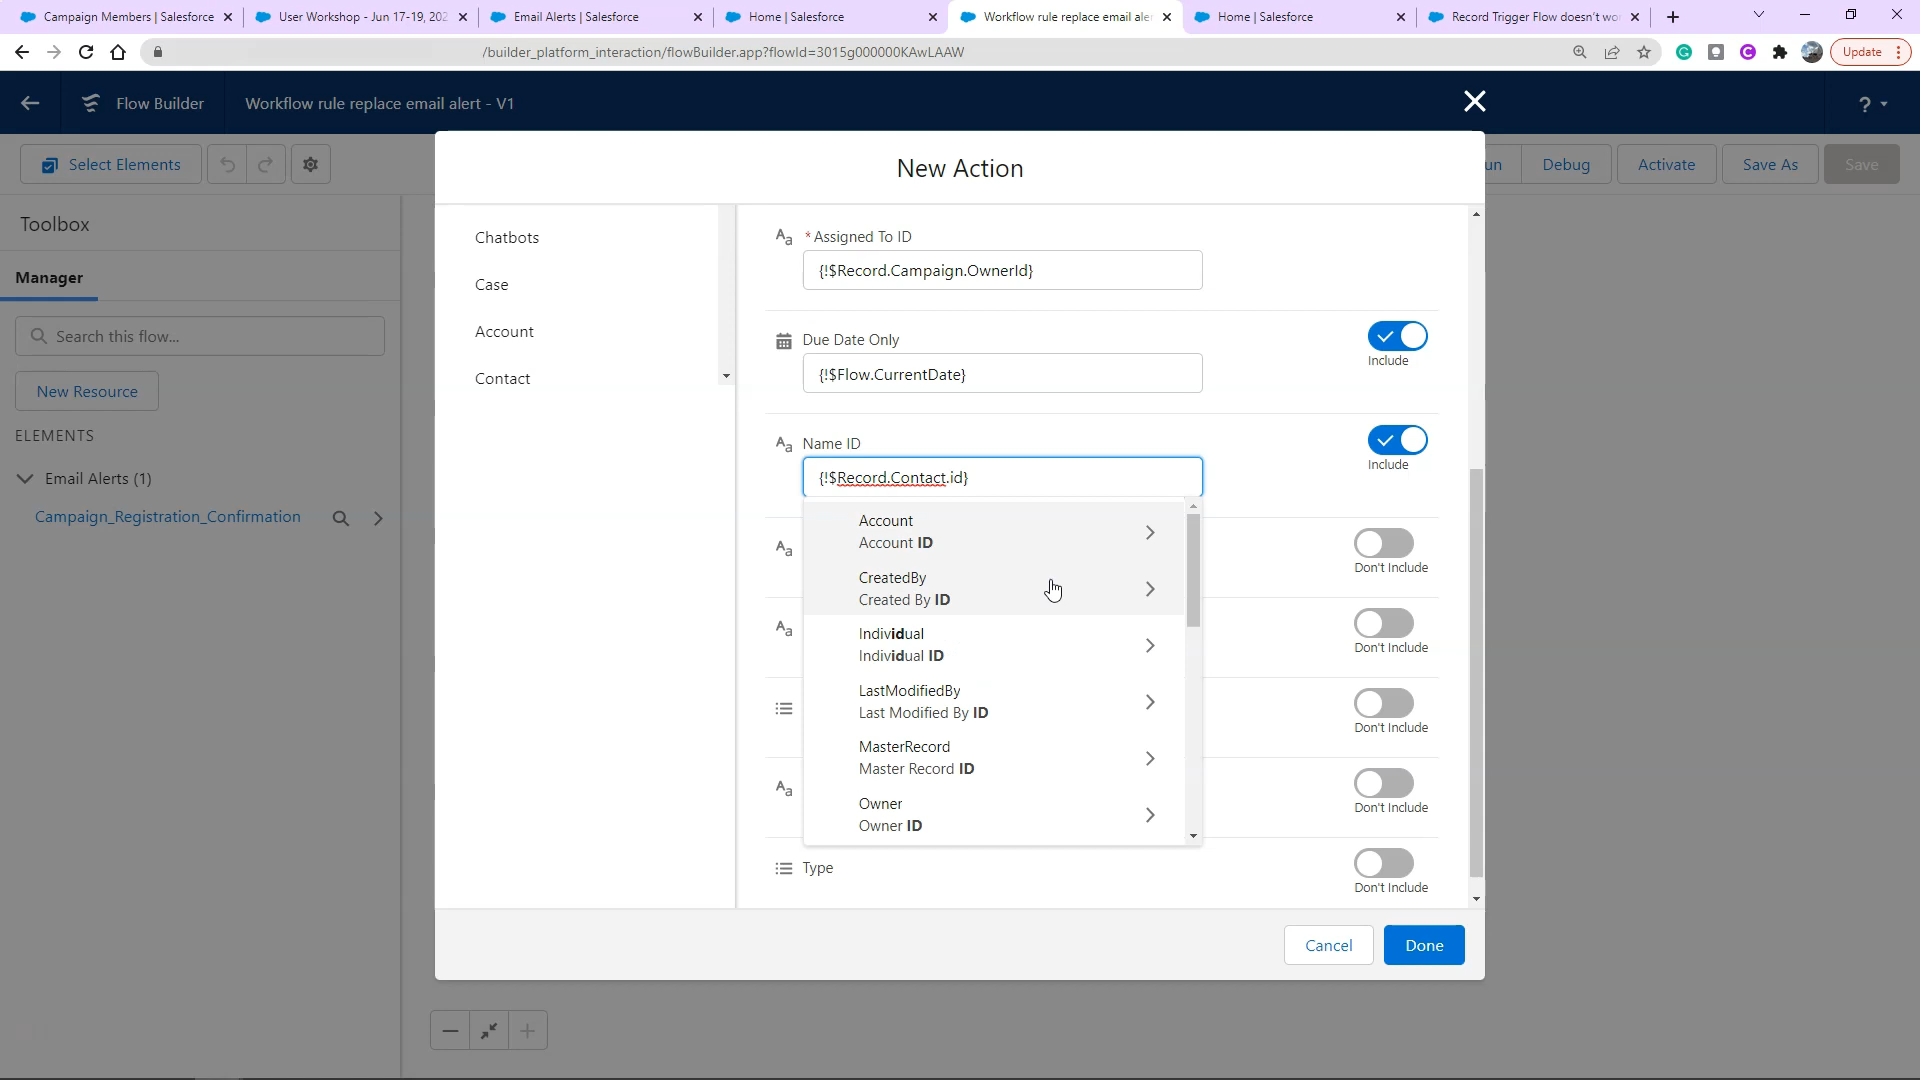 Campaign Members | Salesforce
User Workshop - Jun 17-19, 202
Email Alerts | Salesforce
Home | Salesforce
Workflow rule replace email aler
Home | Salesforce
Record Trigger Flow doesn't wo
/builder_platform_interaction/flowBuilder.app?flowId=3015g000000KAwLAAW
Update
Flow Builder
Workflow rule replace email alert - V1
?
Select Elements
un
Debug
Activate
Save As
Save
New Action
Toolbox
Manager
Search this flow...
New Resource
ELEMENTS
Email Alerts (1)
Campaign_Registration_Confirmation
Chatbots
Case
Account
Contact
Aa * Assigned To ID
{!$Record.Campaign.OwnerId}
Due Date Only
{!$Flow.CurrentDate}
Include
Aa Name ID
{!$Record.Contact.id}
Include
Account
Account ID
CreatedBy
Created By ID
Individual
Individual ID
LastModifiedBy
Last Modified By ID
MasterRecord
Master Record ID
Owner
Owner ID
Aa
Don't Include
Aa
Don't Include
Don't Include
Aa
Don't Include
Type
Don't Include
Cancel
Done